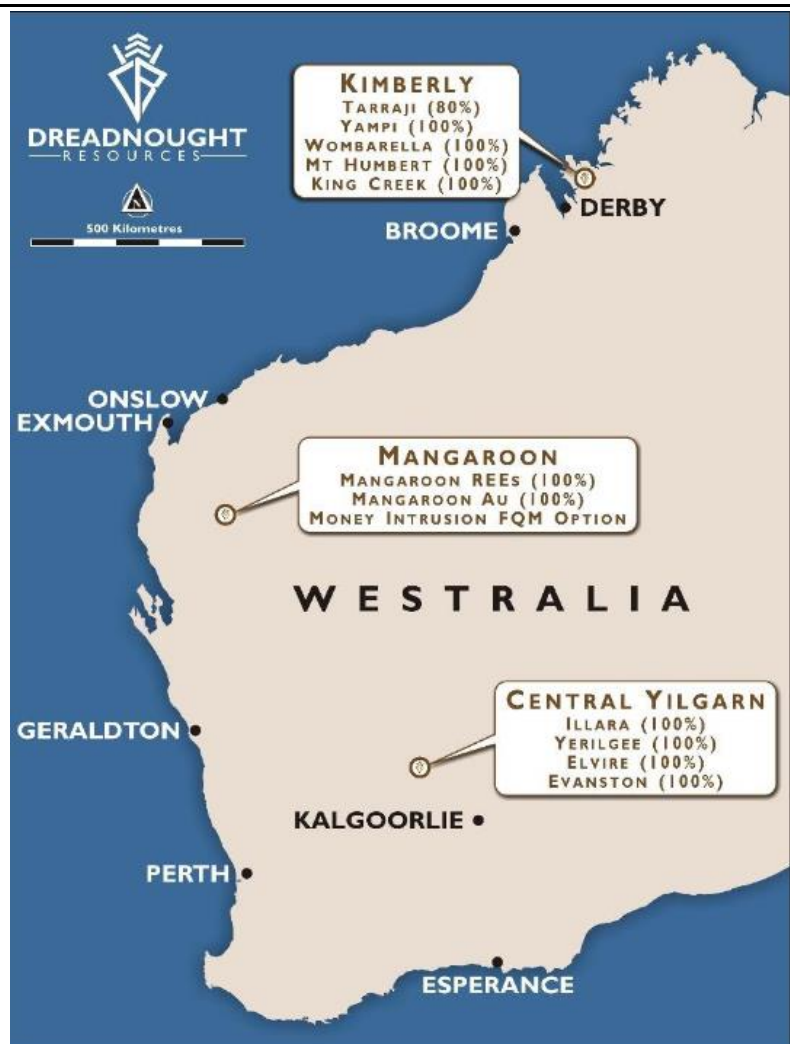 DREADNOUGHT
RESOURCES
500 Kilometres
KIMBERLY
TARRAJI (80%)
YAMPI (100%)
WOMBARELLA (100%)
MT HUMBERT (100%)
KING CREEK (100%)
DERBY
BROOME
ONSLOW
EXMOUTH
MANGAROON
MANGAROON REES (100%)
MANGAROON AU (100%)
MONEY INTRUSION FQM OPTION
WESTRALIA
CENTRAL YILGARN
ILLARA (100%)
YERILGEE (100%)
ELVIRE (100%)
EVANSTON (100%)
GERALDTON
KALGOORLIE
PERTH
ESPERANCE